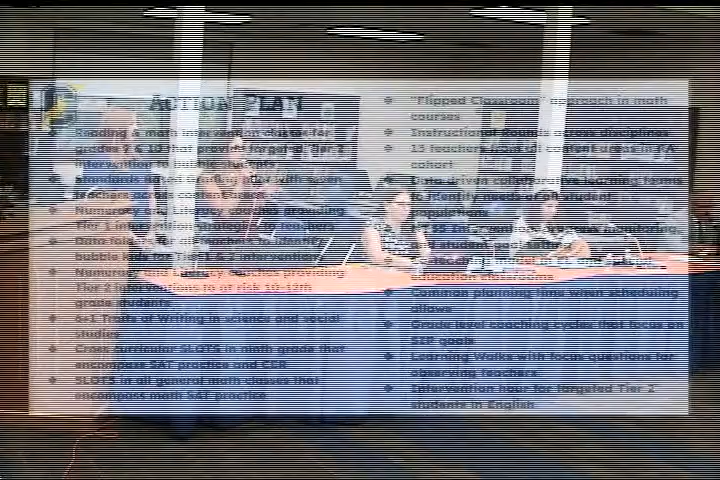 ACTION PLAN
Reading & math intervention classes for
grades 9 & 10 that provide targeted Tier 2
intervention to bubble students
Standards Based Grading pilot with seven
teachers across content areas
Numeracy and Literacy coaches providing
Tier 1 intervention strategies to teachers
Data folders for all teachers to identify
bubble kids for Tier 1 & 2 interventions
Numeracy and Literacy coaches providing
Tier 2 interventions to at risk 10-12th
grade students
6+1 Traits of Writing in science and social
studies
Cross curricular SLOTS in ninth grade that
encompass SAT practice and CCR
SLOTS in all general math classes that
encompass math SAT practice
"Flipped Classroom" approach in math
courses
Instructional Rounds across disciplines
13 teachers from all content areas in FA
cohort
Data driven collaborative learning teams
to identify needs of all student
populations
Intervention, progress monitoring,
and student goal setting
model in EL and
education classrooms
Common planning time when scheduling
allows
Grade level coaching cycles that focus on
SIP goals
Learning Walks with focus questions for
observing teachers
Intervention hour for targeted Tier 2
students in English